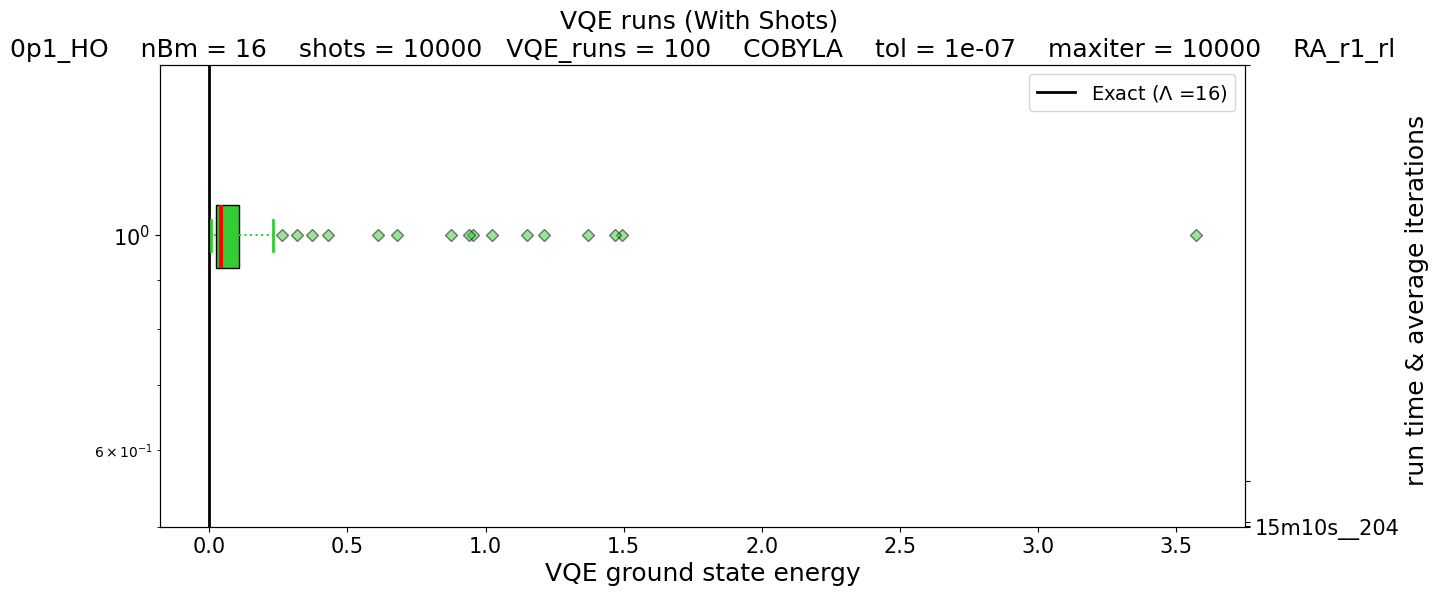 VQE runs (With Shots)
0p1_HO    nBm = 16    shots = 10000   VQE_runs = 100    COBYLA    tol = 1e-07    maxiter = 10000    RA_r1_rl
Exact (Λ =16)
10⁰
6 × 10⁻¹
run time & average iterations
15m10s__204
0.0 0.5 1.0 1.5 2.0 2.5 3.0 3.5
VQE ground state energy